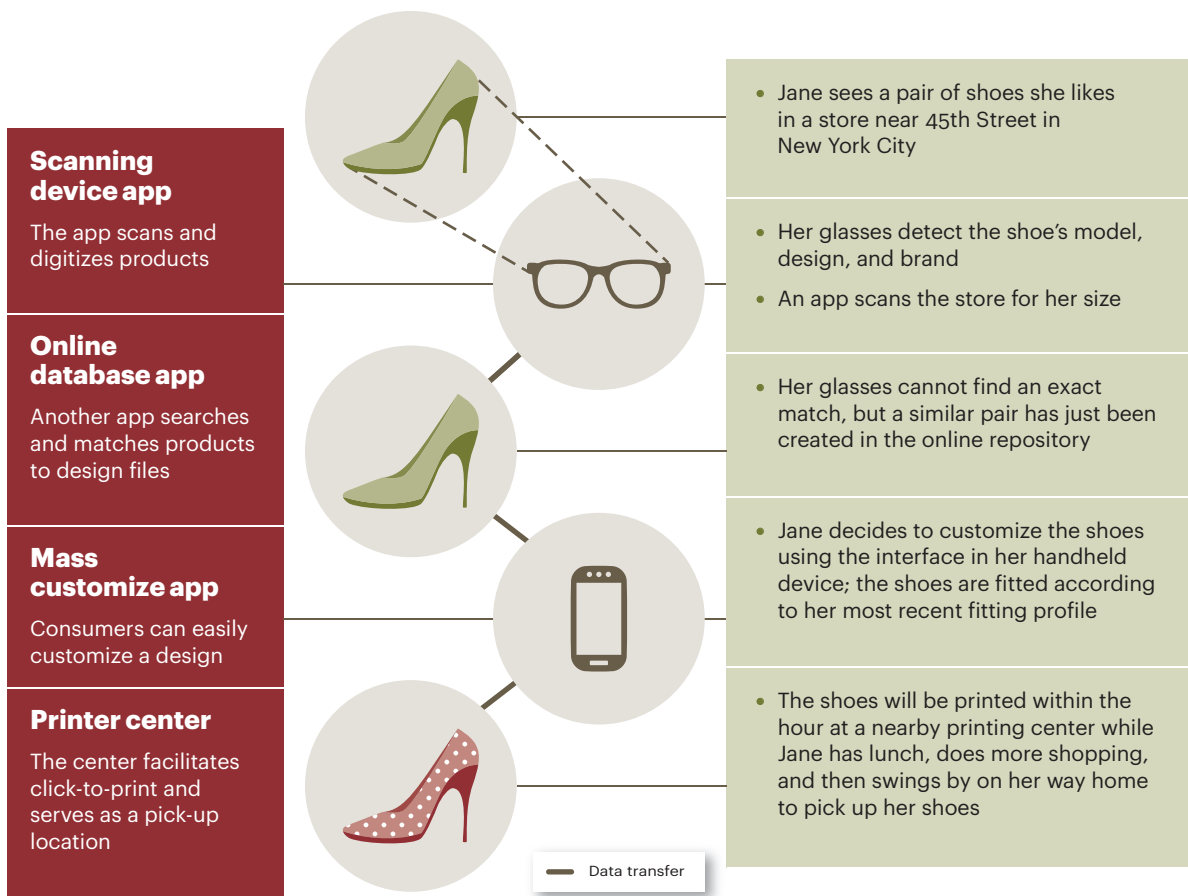 Scanning
device app
The app scans and
digitizes products
Online
database app
Another app searches
and matches products
to design files
Mass
customize app
Consumers can easily
customize a design
Printer center
The center facilitates
click-to-print and
serves as a pick-up
location
• Jane sees a pair of shoes she likes
in a store near 45th Street in
New York City
• Her glasses detect the shoe’s model,
design, and brand
• An app scans the store for her size
• Her glasses cannot find an exact
match, but a similar pair has just been
created in the online repository
• Jane decides to customize the shoes
using the interface in her handheld
device; the shoes are fitted according
to her most recent fitting profile
• The shoes will be printed within the
hour at a nearby printing center while
Jane has lunch, does more shopping,
and then swings by on her way home
to pick up her shoes
Data transfer